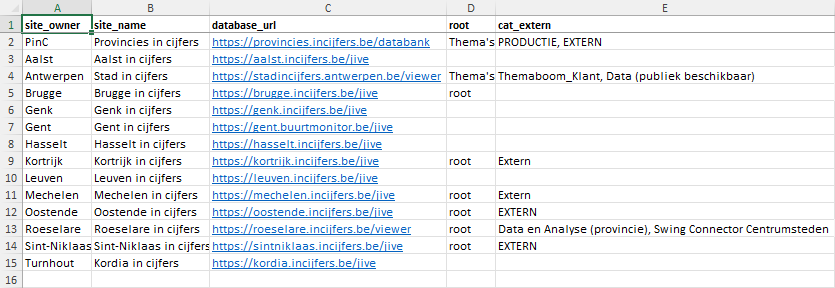 A B C D E
1 site_owner site_name database_url root cat_extern
2 PinC Provincies in cijfers https://provincies.incijfers.be/databank Thema's PRODUCTIE, EXTERN
3 Aalst Aalst in cijfers https://aalst.incijfers.be/jive
4 Antwerpen Stad in cijfers https://stadincijfers.antwerpen.be/viewer Thema's Themaboom_Klant, Data (publiek beschikbaar)
5 Brugge Brugge in cijfers https://brugge.incijfers.be/jive root
6 Genk Genk in cijfers https://genk.incijfers.be/jive
7 Gent Gent in cijfers https://gent.buurtmonitor.be/jive
8 Hasselt Hasselt in cijfers https://hasselt.incijfers.be/jive
9 Kortrijk Kortrijk in cijfers https://kortrijk.incijfers.be/jive root Extern
10 Leuven Leuven in cijfers https://leuven.incijfers.be/jive
11 Mechelen Mechelen in cijfers https://mechelen.incijfers.be/jive root Extern
12 Oostende Oostende in cijfers https://oostende.incijfers.be/jive root EXTERN
13 Roeselare Roeselare in cijfers https://roeselare.incijfers.be/viewer root Data en Analyse (provincie), Swing Connector Centrumsteden
14 Sint-Niklaas Sint-Niklaas in cijfers https://sintniklaas.incijfers.be/jive root EXTERN
15 Turnhout Kordia in cijfers https://kordia.incijfers.be/jive
16